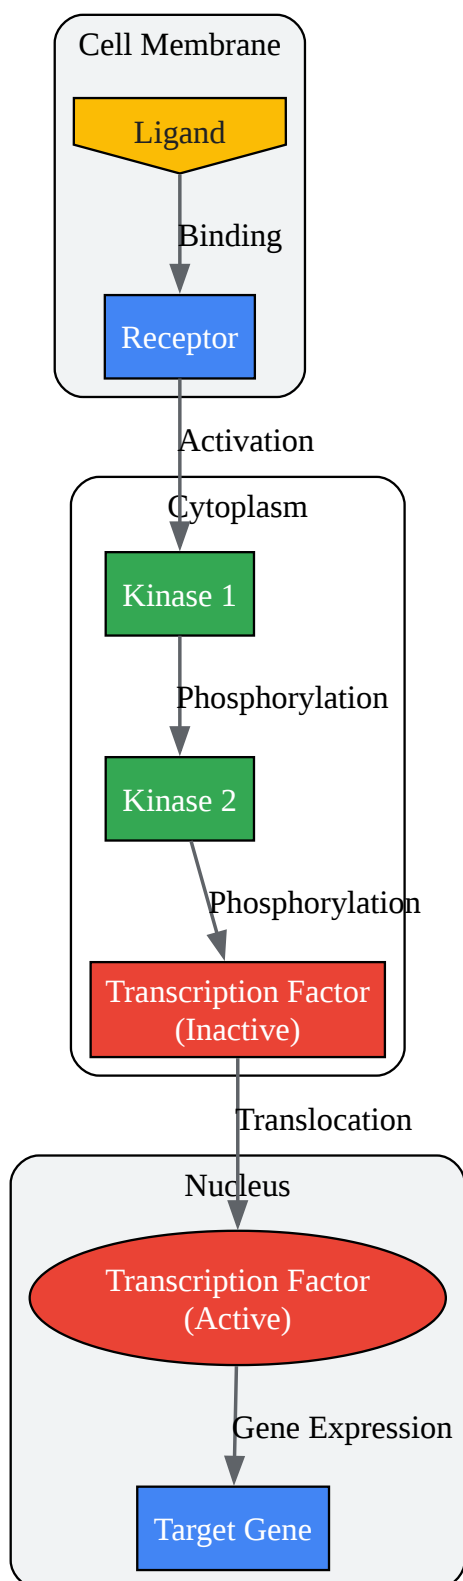 Cell Membrane
Ligand
Binding
Receptor
Activation
Cytoplasm
Kinase 1
Phosphorylation
Kinase 2
Phosphorylation
Transcription Factor
(Inactive)
Translocation
Nucleus
Transcription Factor
(Active)
Gene Expression
Target Gene